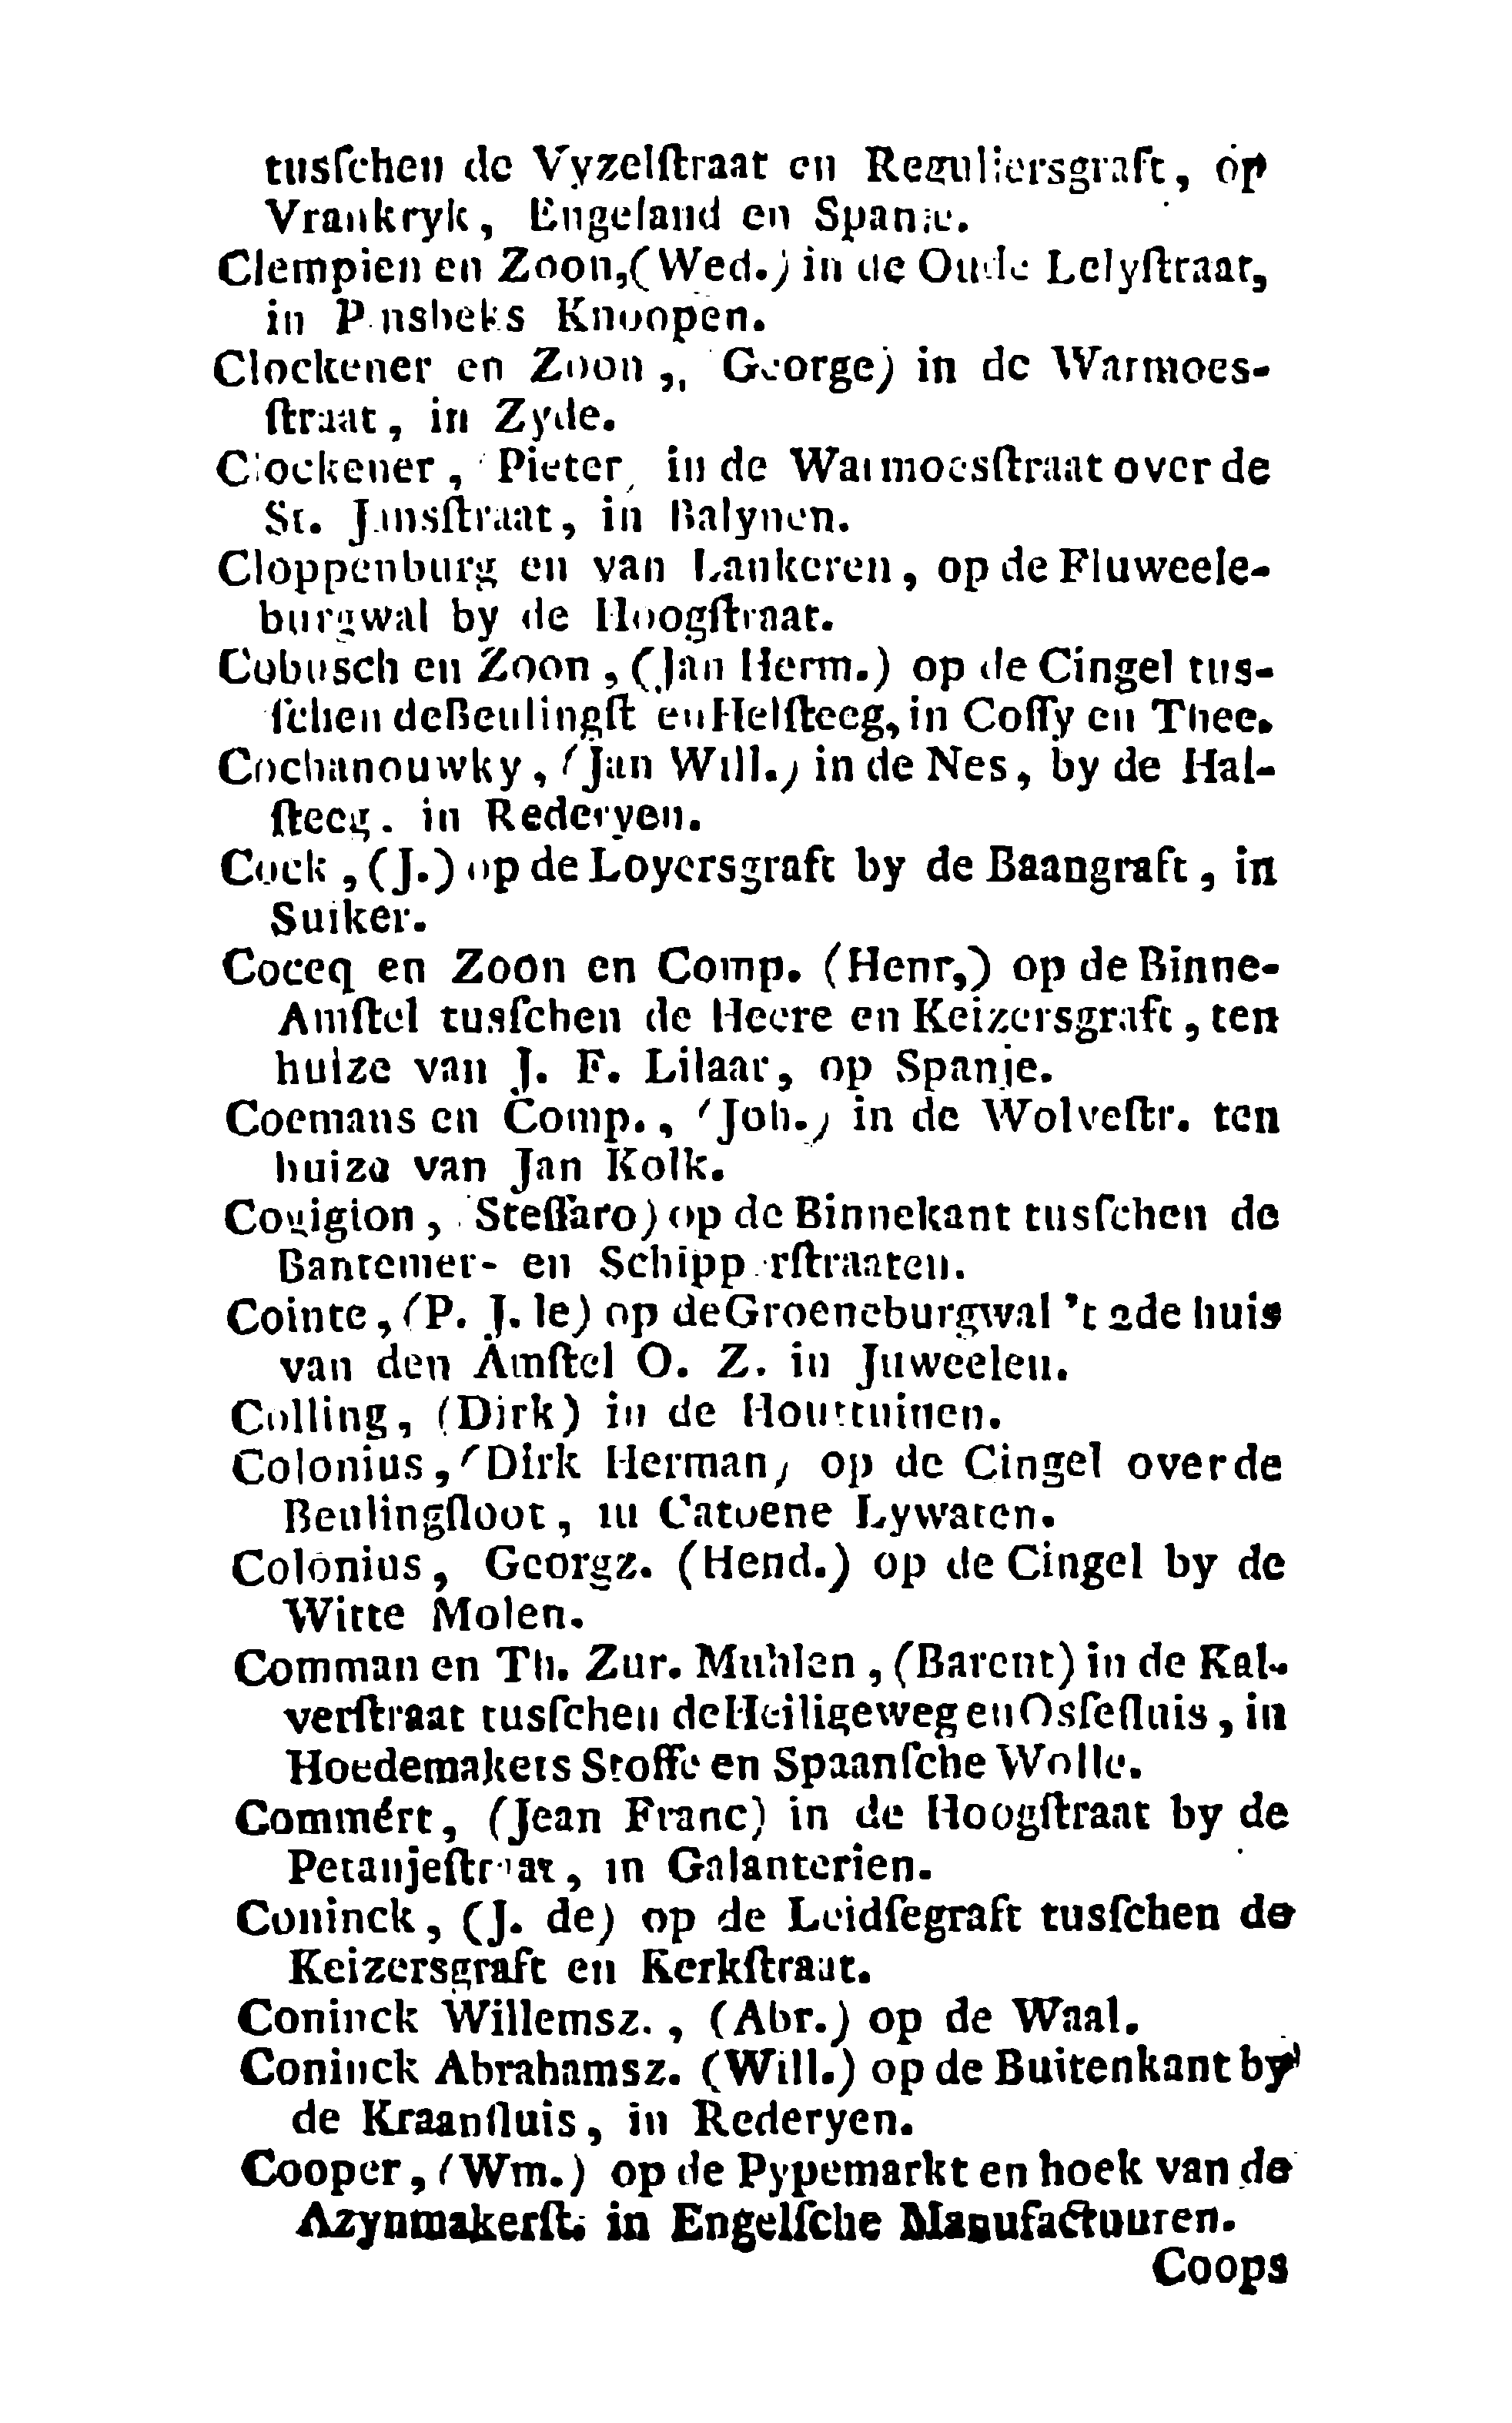 tusſchen de Vyzelſtraat en Reguliersgraft, op
Vrankryk, Engeland en Spanje.
Clempien en Zoon,(Wed.) in de Oude Lelyſtraat,
in Pinsbeks Knoopen.
Clockener en Zoon, (George) in de Warmoes-
ſtraat, in Zyde.
Clockener, (Pieter) in de Warmoesſtraat over de
St. Jansſtraat, in Balynen.
Cloppenburg en van Lankeren, op de Fluweele-
burgwal by de Hoogſtraat.
Cobusch en Zoon, (Jan Herm.) op de Cingel tus-
ſchen de Beulingſt en Helſteeg, in Coffy en Thee.
Cochanouwky, (Jan Will.) in de Nes, by de Hal-
ſteeg. in Rederyen.
Cock, (J.) op de Loyersgraft by de Baangraft, in
Suiker.
Coceq en Zoon en Comp. (Henr,) op de Binne-
Amſtel tusſchen de Heere en Keizersgraft, ten
huize van J. F. Lilaar, op Spanje.
Coemans en Comp., (Joh.) in de Wolveſtr. ten
huize van Jan Kolk.
Cogigion, (Steffaro) op de Binnekant tusſchen de
Bantemer- en Schipperſtraaten.
Cointe, (P. J. le) op de Groeneburgwal 't 2de huis
van den Amſtel O. Z. in Juweelen.
Colling, (Dirk) in de Houttuinen.
Colonius, (Dirk Herman) op de Cingel over de
Beulingſloot, in Catoene Lywaten.
Colonius, Georgz. (Hend.) op de Cingel by de
Witte Molen.
Comman en Th. Zur. Muhlen, (Barent) in de Kal-
verſtraat tusſchen de Heiligeweg en Osſeſluis, in
Hoedemakers Stoffe en Spaanſche Wolle.
Commért, (Jean Franc) in de Hoogſtraat by de
Petanjeſtraat, in Galanterien.
Coninck, (J. de) op de Leidſegraft tusſchen de
Keizersgraft en Kerkſtraat.
Coninck Willemsz., (Abr.) op de Waal.
Coninck Abrahamsz. (Will.) op de Buitenkant by
de Kraanſluis, in Rederyen.
Cooper, (Wm.) op de Pypemarkt en hoek van de
Azynmakerſt. in Engelſche Manufactuuren.
Coops